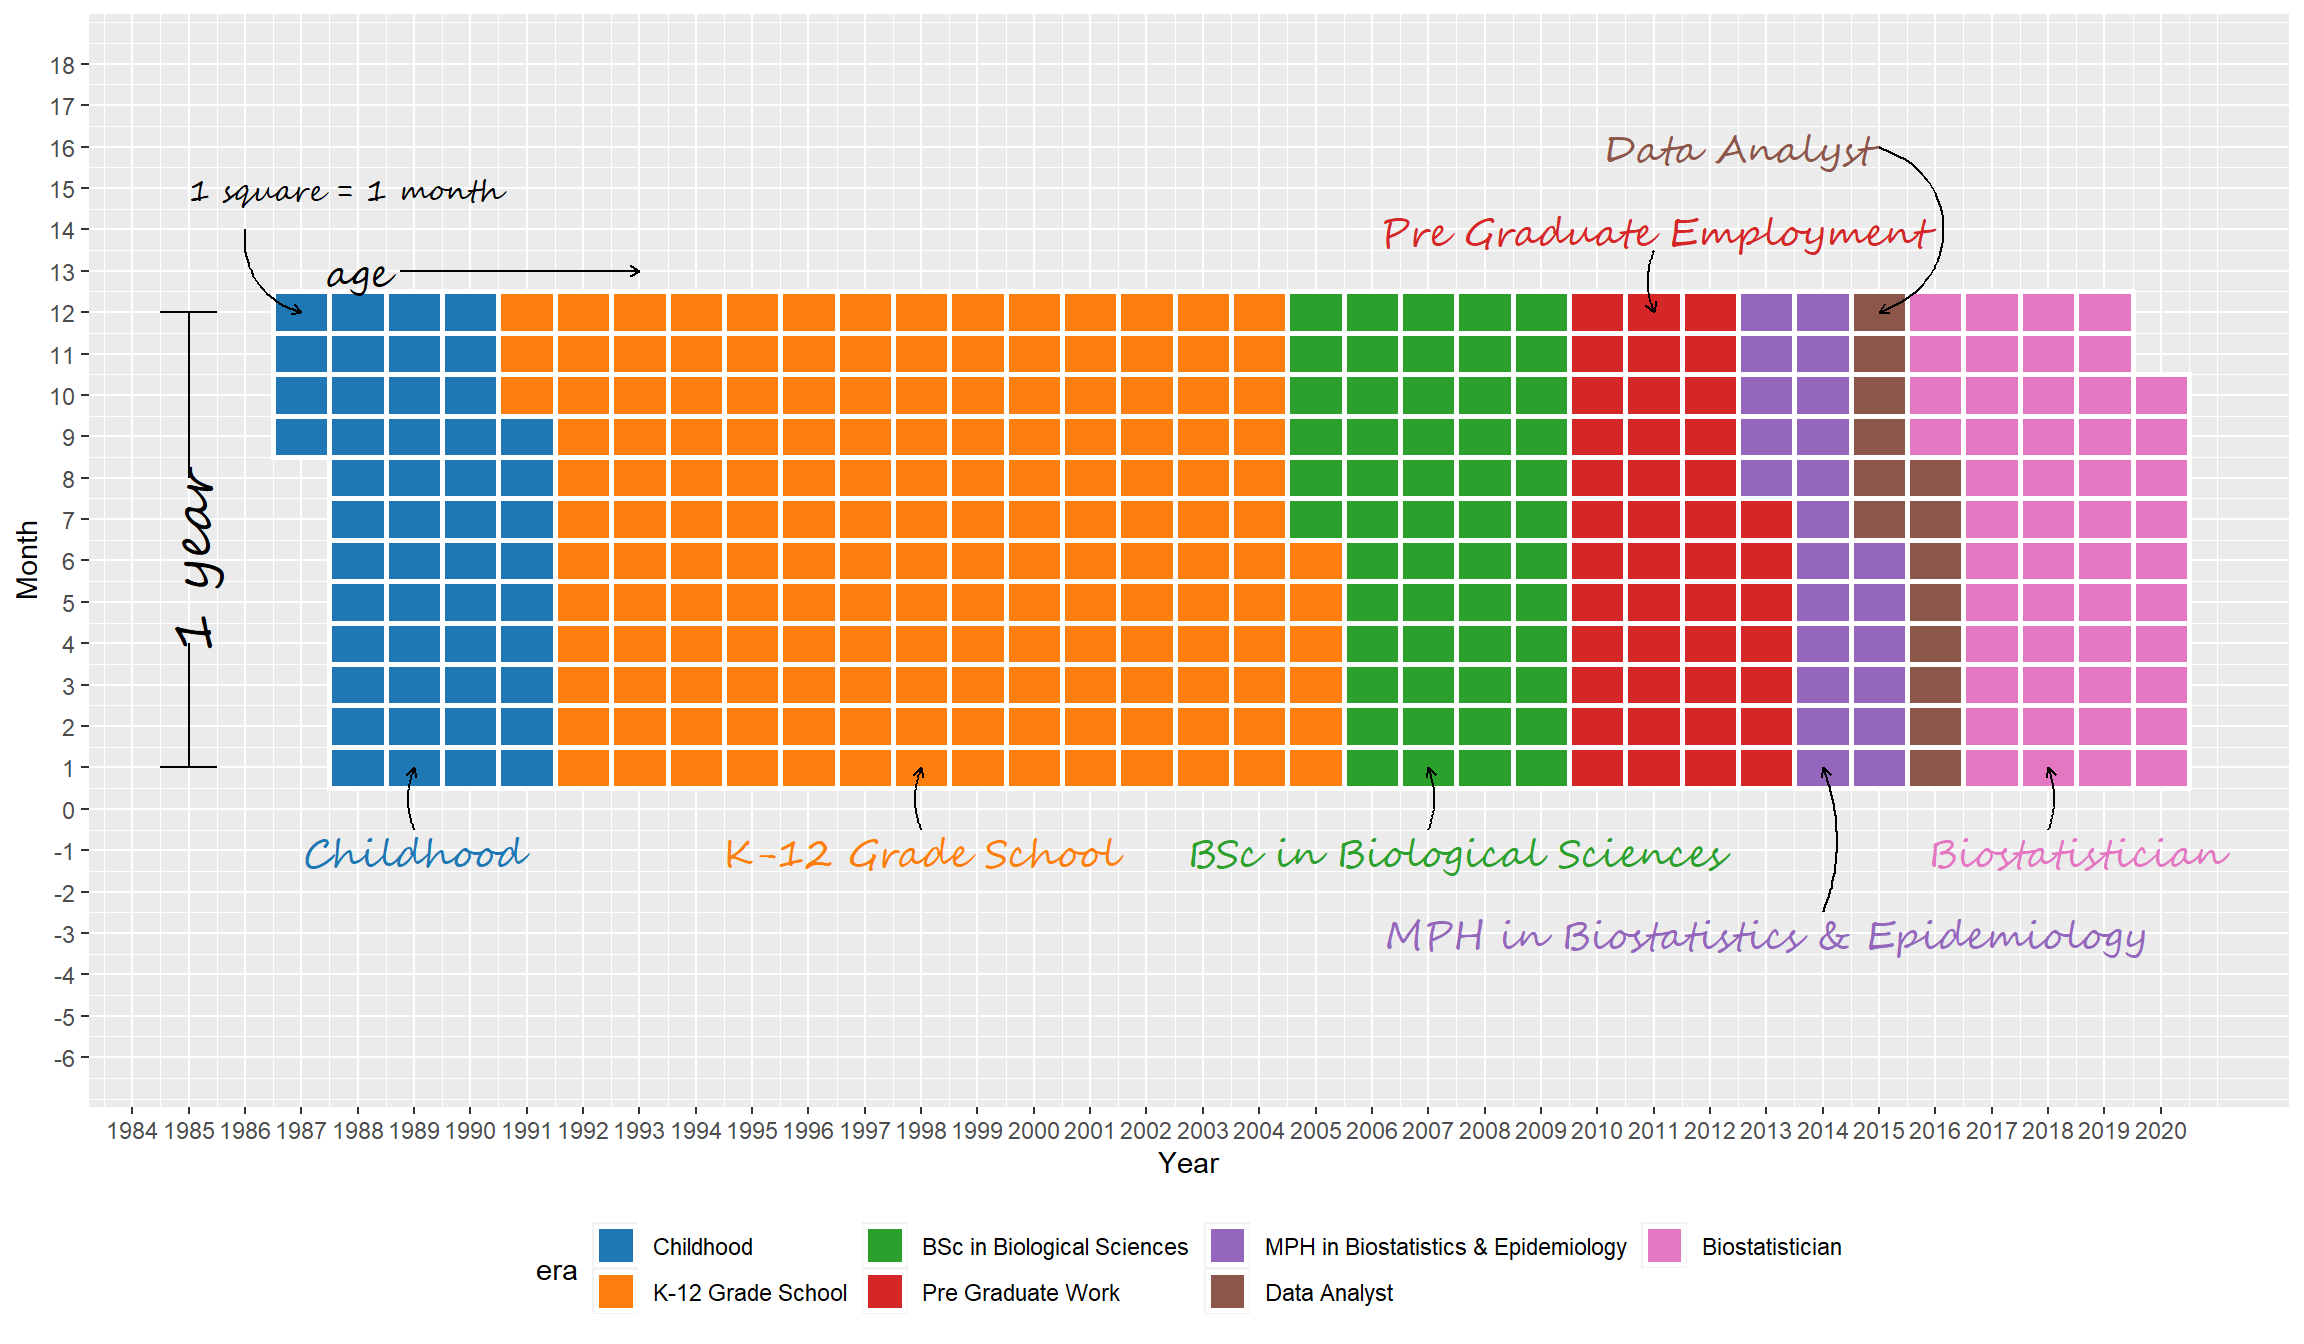 18
17
16
15
14
13
12
11
10
9
8
7
6
5
4
3
2
1
0
-1
-2
-3
-4
-5
-6
Month
Data Analyst
1 square = 1 month
Pre Graduate Employment
age
1 year
Childhood
K-12 Grade School
BSc in Biological Sciences
Biostatistician
MPH in Biostatistics & Epidemiology
1984 1985 1986 1987 1988 1989 1990 1991 1992 1993 1994 1995 1996 1997 1998 1999 2000 2001 2002 2003 2004 2005 2006 2007 2008 2009 2010 2011 2012 2013 2014 2015 2016 2017 2018 2019 2020
Year
era
Childhood
K-12 Grade School
BSc in Biological Sciences
Pre Graduate Work
MPH in Biostatistics & Epidemiology
Data Analyst
Biostatistician